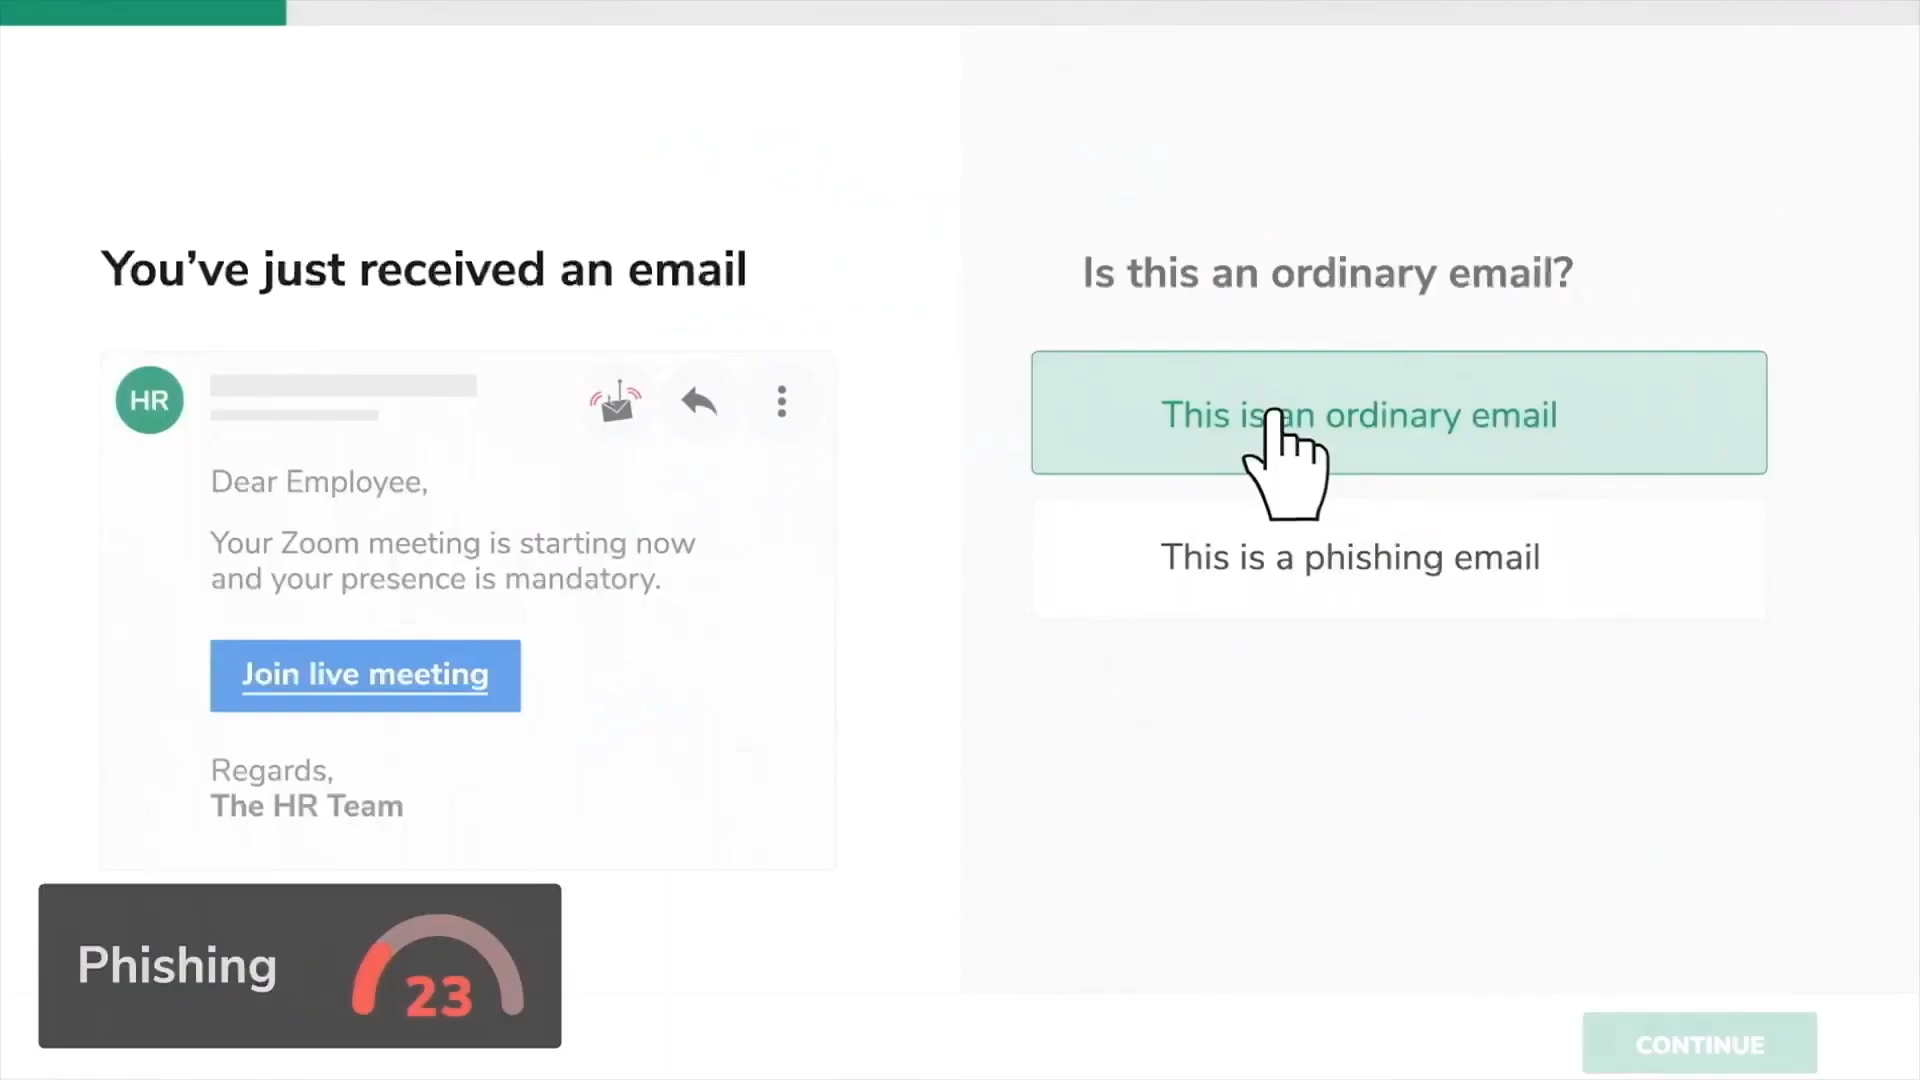 You've just received an email
HR
Dear Employee,
Your Zoom meeting is starting now
and your presence is mandatory.
Join live meeting
Regards,
The HR Team
Is this an ordinary email?
This is an ordinary email
This is a phishing email
Phishing
23
CONTINUE